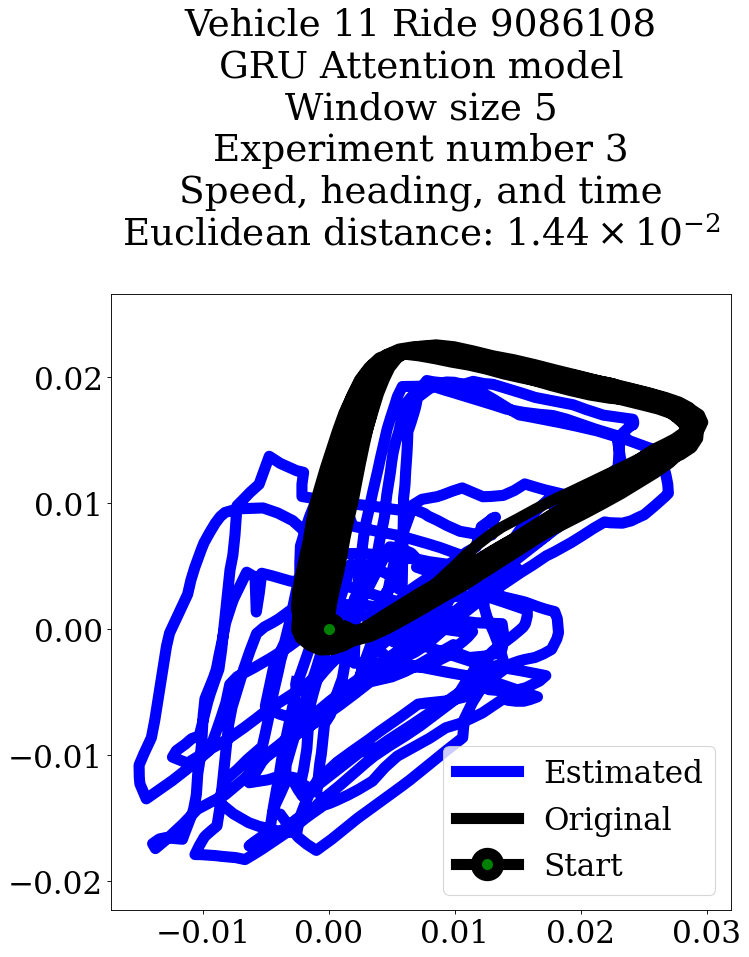 Vehicle 11 Ride 9086108
GRU Attention model
Window size 5
Experiment number 3
Speed, heading, and time
Euclidean distance: 1.44 × 10⁻²
0.02
0.01
0.00
−0.01
−0.02
Estimated
Original
Start
−0.01 0.00 0.01 0.02 0.03